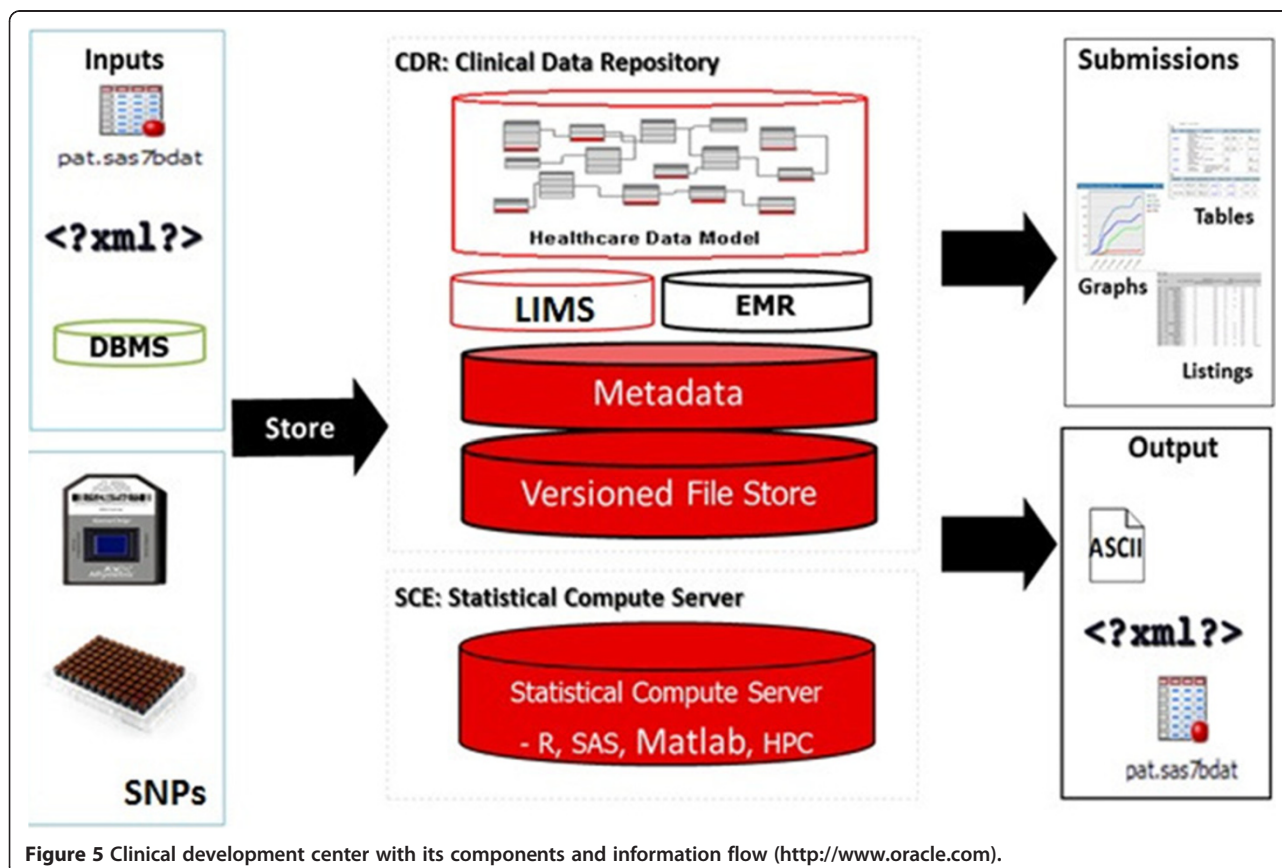 Inputs
pat.sas7bdat
<?xml?>
DBMS
SNPs
Store
CDR: Clinical Data Repository
Healthcare Data Model
LIMS
EMR
Metadata
Versioned File Store
SCE: Statistical Compute Server
Statistical Compute Server
- R, SAS, Matlab, HPC
Submissions
Tables
Graphs
Listings
Output
ASCII
<?xml?>
pat.sas7bdat
Figure 5 Clinical development center with its components and information flow (http://www.oracle.com).